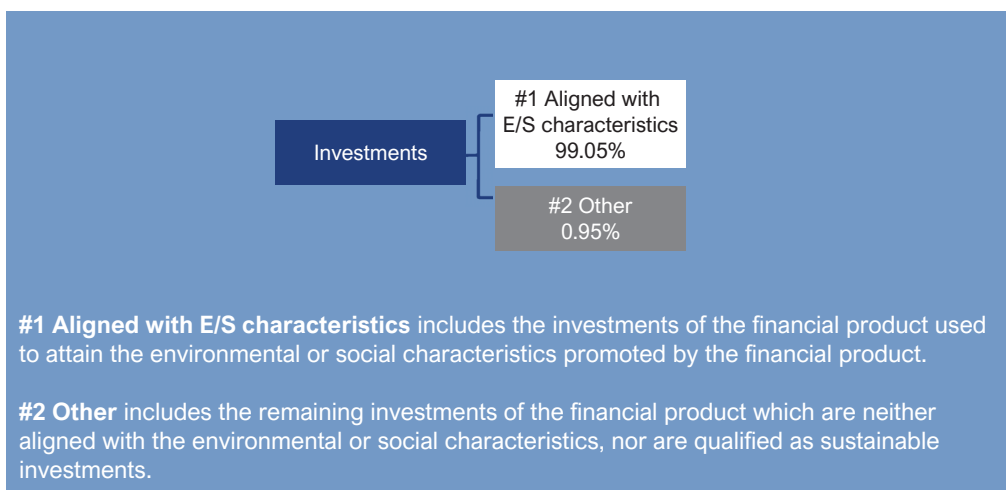 #1 Aligned with
E/S characteristics
99.05%
Investments
#2 Other
0.95%
#1 Aligned with E/S characteristics includes the investments of the financial product used
to attain the environmental or social characteristics promoted by the financial product.
#2 Other includes the remaining investments of the financial product which are neither
aligned with the environmental or social characteristics, nor are qualified as sustainable
investments.